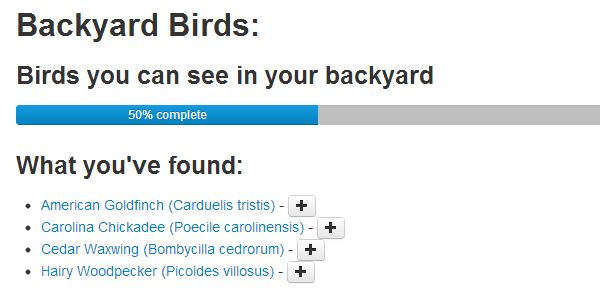 Backyard Birds:
Birds you can see in your backyard
50% complete
What you've found:
American Goldfinch (Carduelis tristis) -
Carolina Chickadee (Poecile carolinensis) -
Cedar Waxwing (Bombycilla cedrorum) -
Hairy Woodpecker (Picoides villosus) -